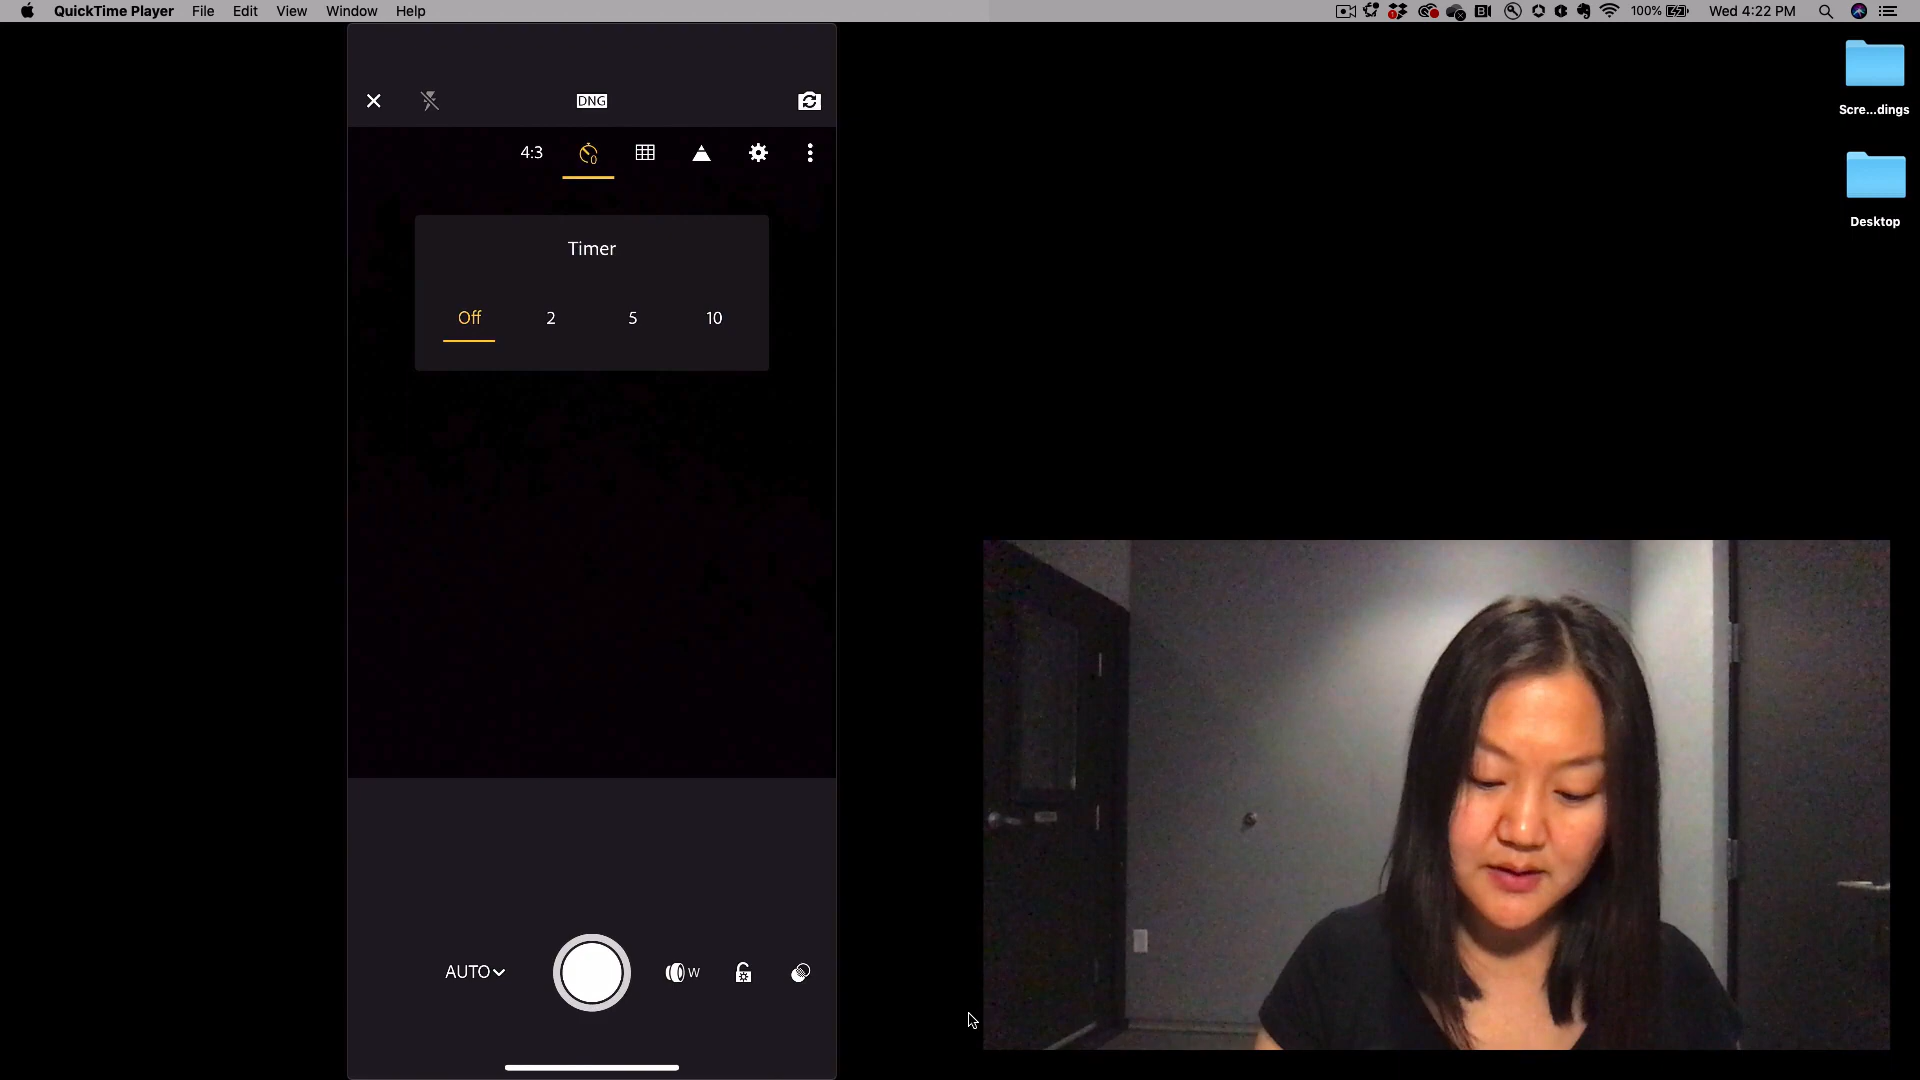 QuickTime Player File Edit View Window Help 100% Wed 4:22 PM
DNG
4:3
0
Timer
Off 2 5 10
AUTO
W
Scre...dings
Desktop